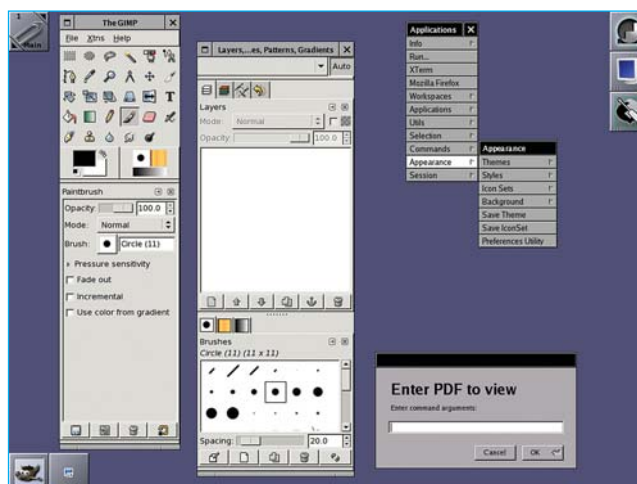 1
Main
The GIMP
File Xtns Help
Paintbrush
Opacity: 100.0
Mode: Normal
Brush: Circle (11)
Pressure sensitivity
Fade out
Incremental
Use color from gradient
Layers,...es, Patterns, Gradients
Auto
Layers
Mode: Normal
Opacity: 100.0
Brushes
Circle (11) (11 x 11)
Spacing: 20.0
Applications
Info
Run...
XTerm
Mozilla Firefox
Workspaces
Applications
Utils
Selection
Commands
Appearance
Session
Appearance
Themes
Styles
Icon Sets
Background
Save Theme
Save IconSet
Preferences Utility
Enter PDF to view
Enter command arguments:
Cancel OK